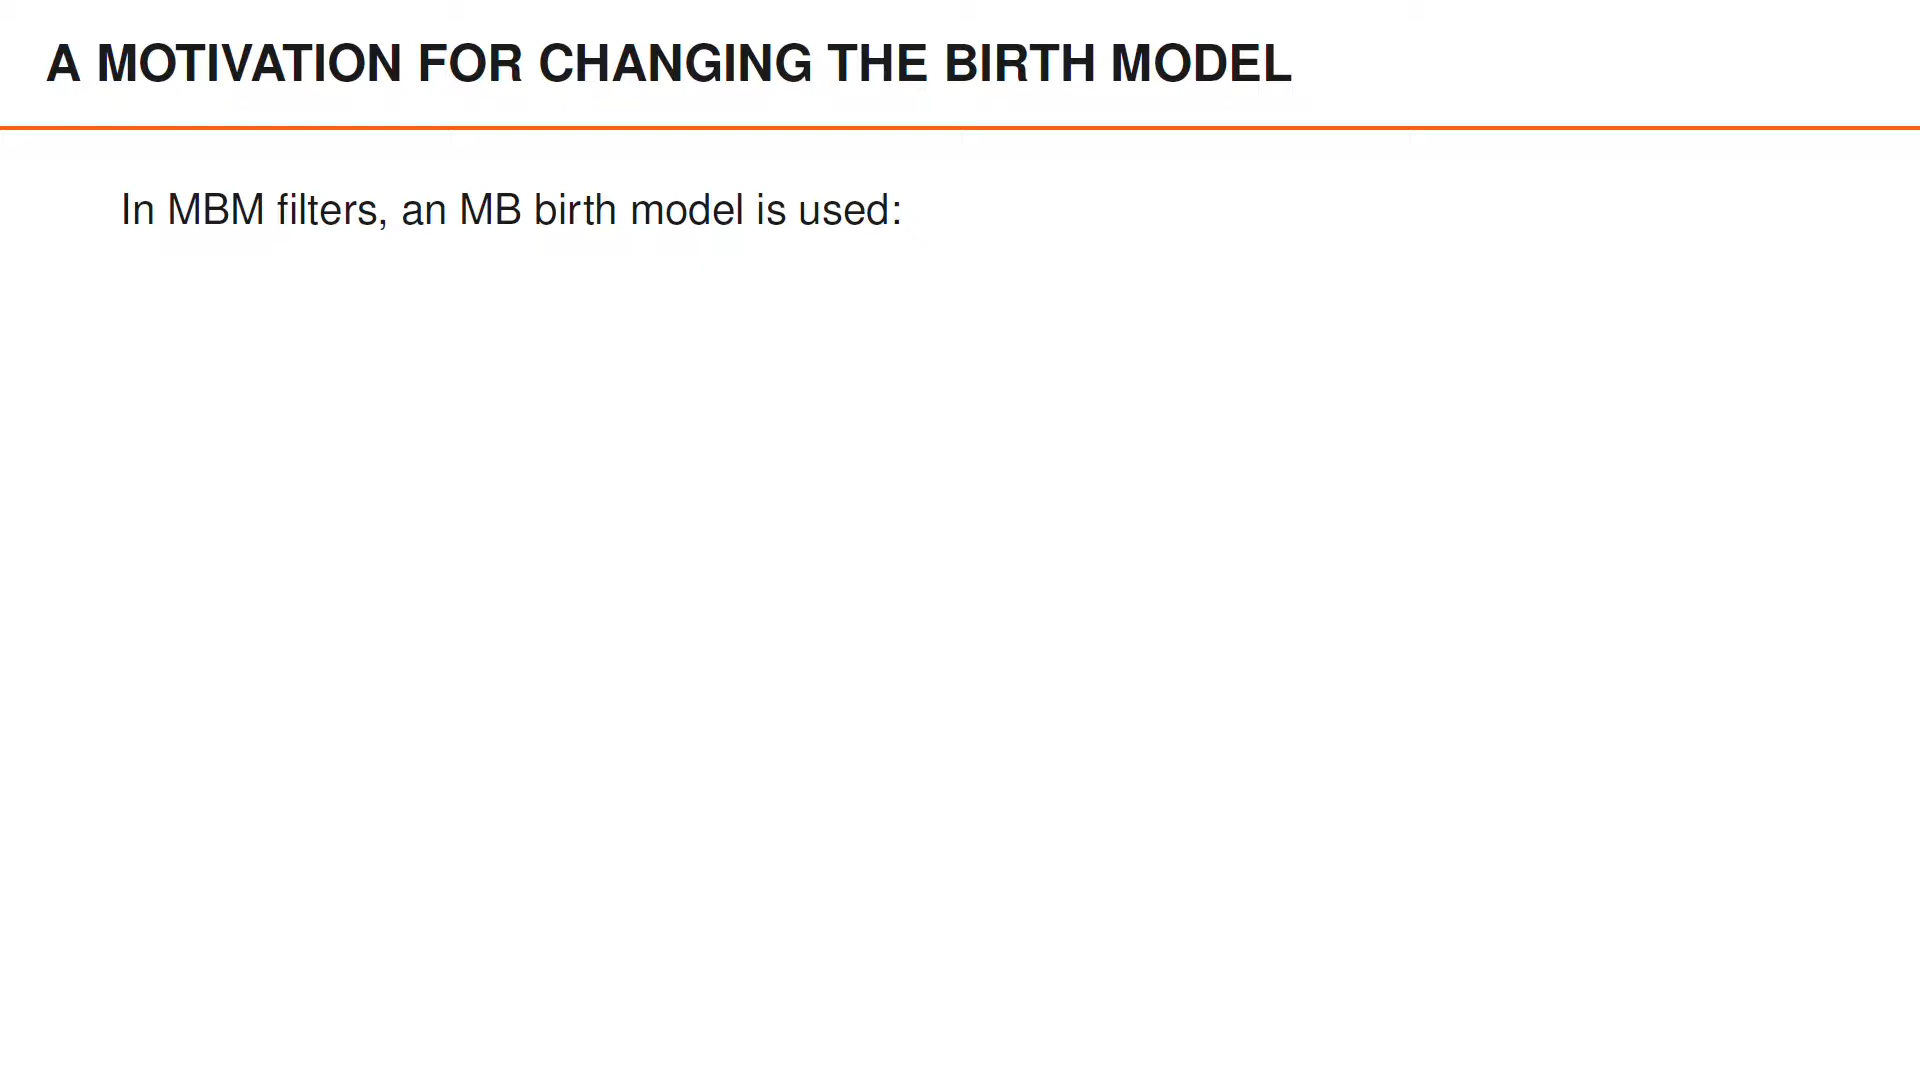 A MOTIVATION FOR CHANGING THE BIRTH MODEL
In MBM filters, an MB birth model is used: